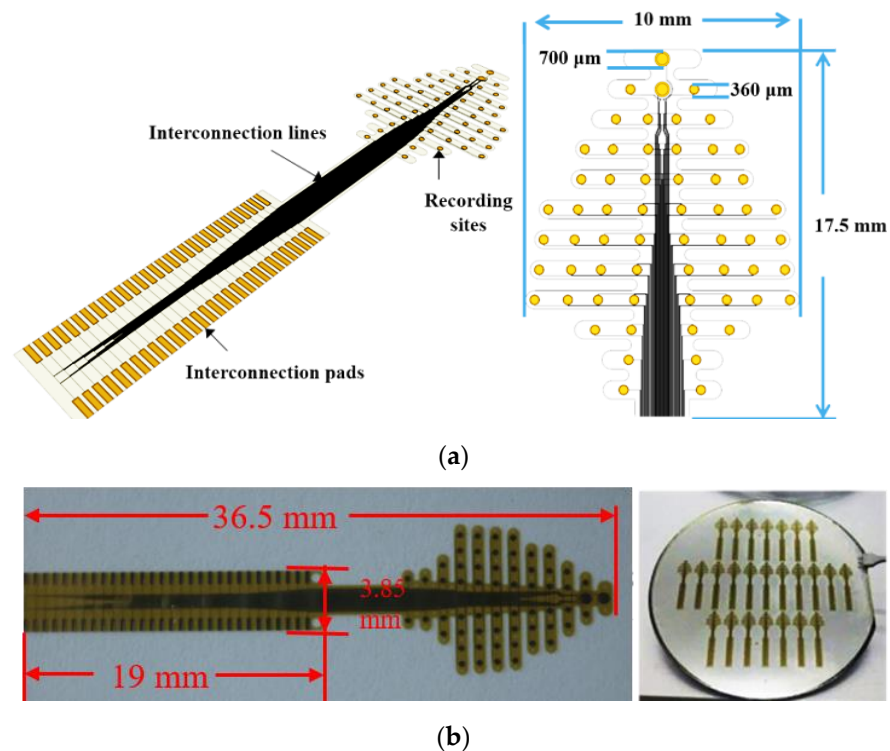 10 mm
700 µm
360 µm
Interconnection lines
Recording
sites
17.5 mm
Interconnection pads
(a)
36.5 mm
3.85
mm
19 mm
(b)